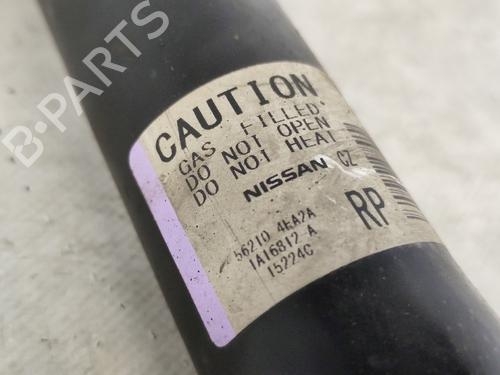 CAUTION
GAS FILLED
DO NOT OPEN
DO NOT HEAT
NISSAN CZ
RP
56210 4EA2A
1A16812-A
15224C
B-PARTS